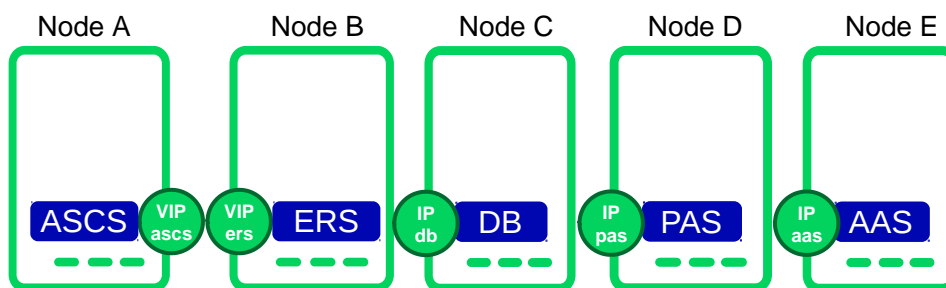 Node A
Node B
Node C
Node D
Node E
ASCS
VIP
ascs
VIP
ers
ERS
IP
db
DB
IP
pas
PAS
IP
aas
AAS